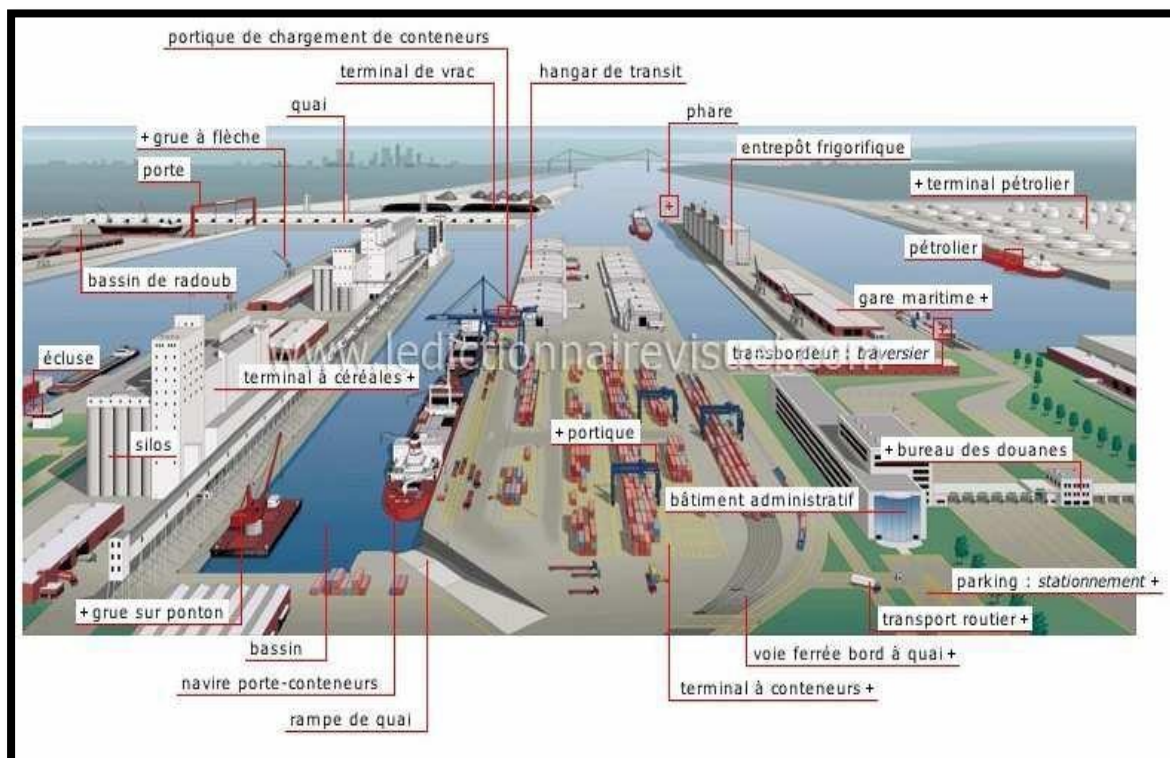 portique de chargement de conteneurs
terminal de vrac
hangar de transit
quai
phare
+ grue à flèche
entrepôt frigorifique
porte
+ terminal pétrolier
pétrolier
bassin de radoub
gare maritime +
écluse
www.ledictionnairevisuel.com
transbordeur : traversier
terminal à céréales +
silos
+ portique
+ bureau des douanes
bâtiment administratif
parking : stationnement +
+ grue sur ponton
transport routier +
bassin
voie ferrée bord à quai +
navire porte-conteneurs
terminal à conteneurs +
rampe de quai